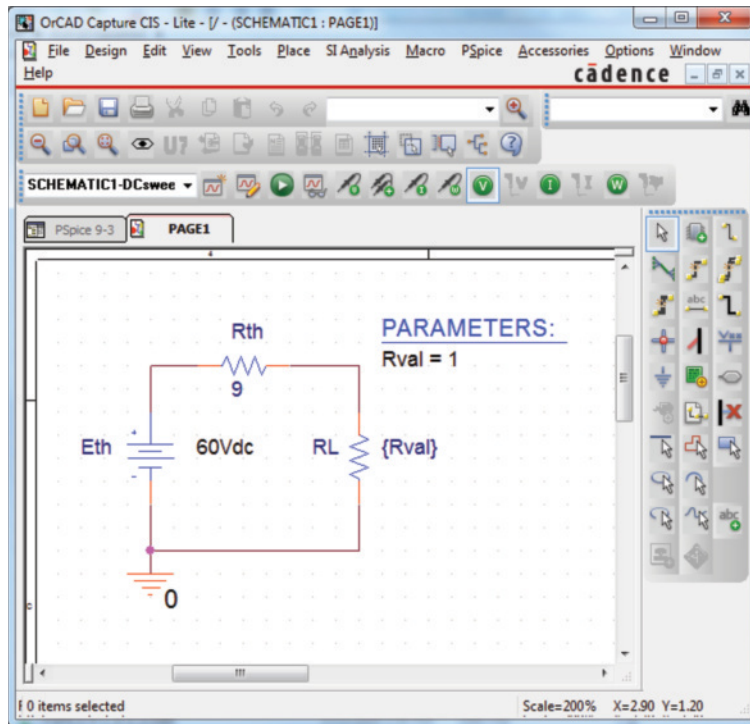 OrCAD Capture CIS - Lite - [/ - (SCHEMATIC1 : PAGE1)]
File Design Edit View Tools Place SI Analysis Macro PSpice Accessories Options Window
Help
cādence
U?
SCHEMATIC1-DCswee
V I W
PSpice 9-3 PAGE1
abc
Rth
9
PARAMETERS:
Rval = 1
Eth
60Vdc
RL
{Rval}
0
abc
0 items selected
Scale=200% X=2.90 Y=1.20